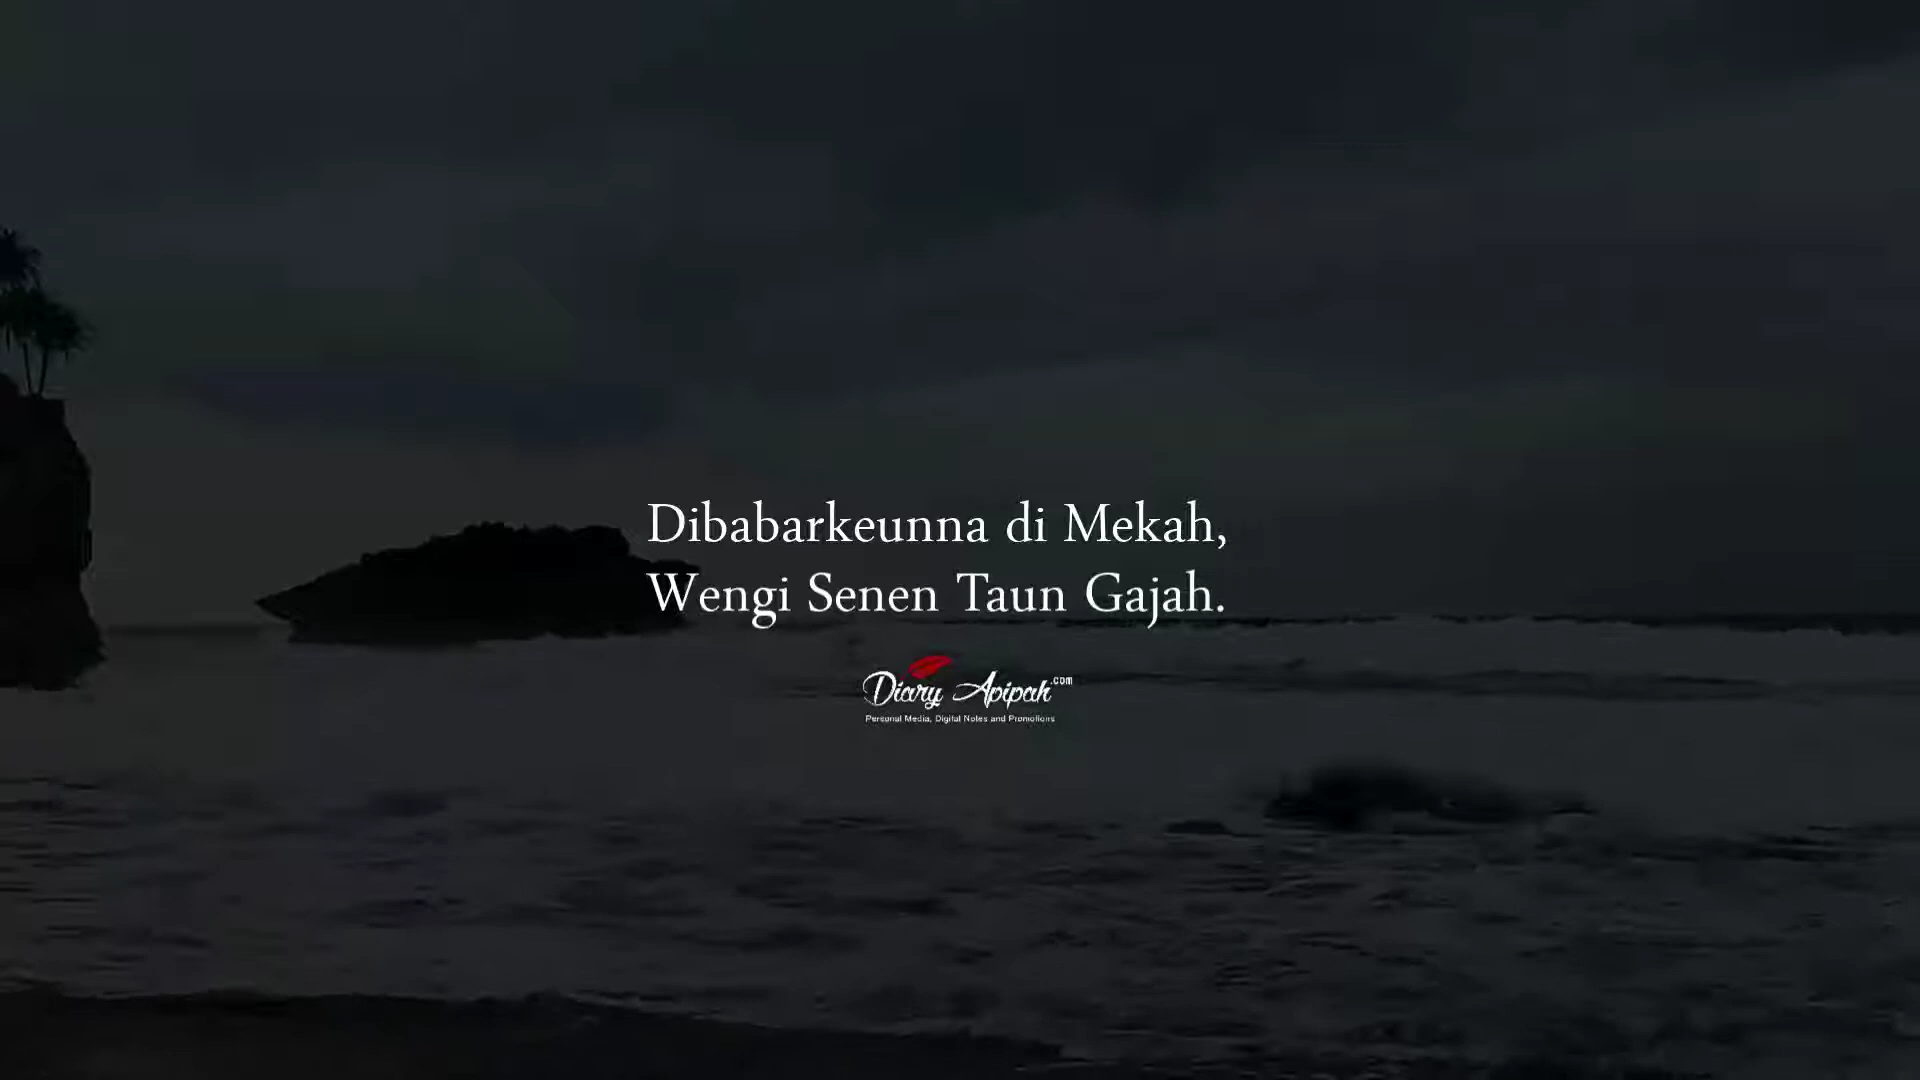 Dibabarkeunna di Mekah,
Wengi Senen Taun Gajah.
Diary Apipah.com
Personal Media, Digital Notes and Promotions